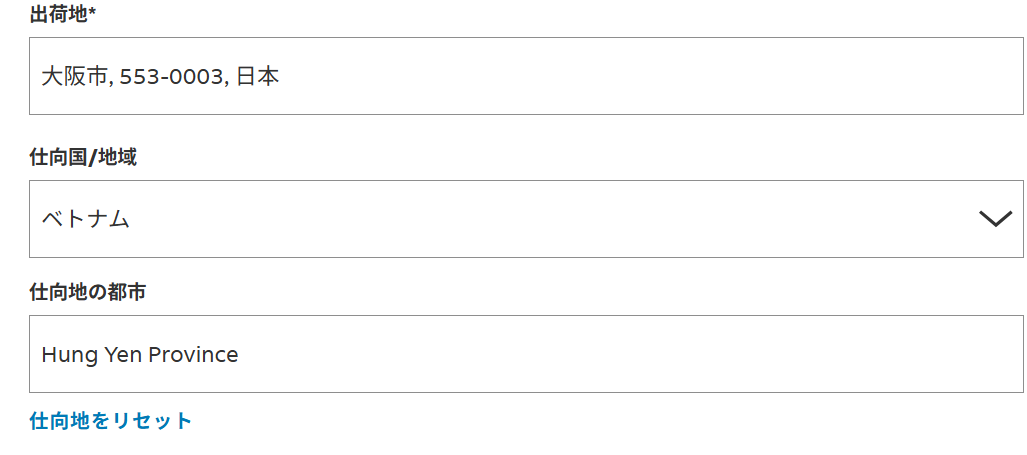 出荷地*
大阪市, 553-0003, 日本
仕向国/地域
ベトナム
仕向地の都市
Hung Yen Province
仕向地をリセット